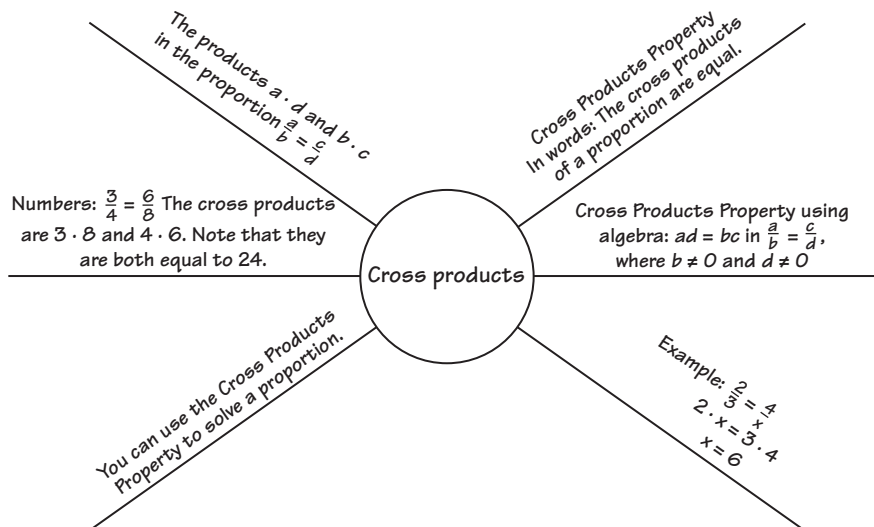 The products a · d and b · c
in the proportion a/b = c/d
Cross Products Property
In words: The cross products
of a proportion are equal.
Numbers: 3/4 = 6/8 The cross products
are 3 · 8 and 4 · 6. Note that they
are both equal to 24.
Cross products
Cross Products Property using
algebra: ad = bc in a/b = c/d,
where b ≠ 0 and d ≠ 0
You can use the Cross Products
Property to solve a proportion.
Example: 2/3 = 4/x
2 · x = 3 · 4
x = 6